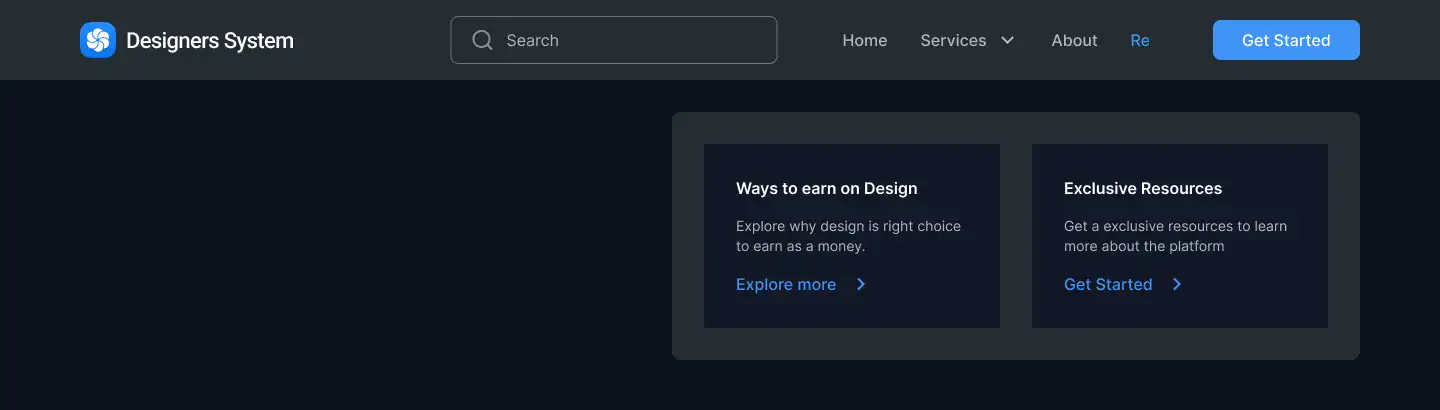 Designers System
Search
Home
Services
About
Re
Get Started
Ways to earn on Design
Explore why design is right choice
to earn as a money.
Explore more
Exclusive Resources
Get a exclusive resources to learn
more about the platform
Get Started